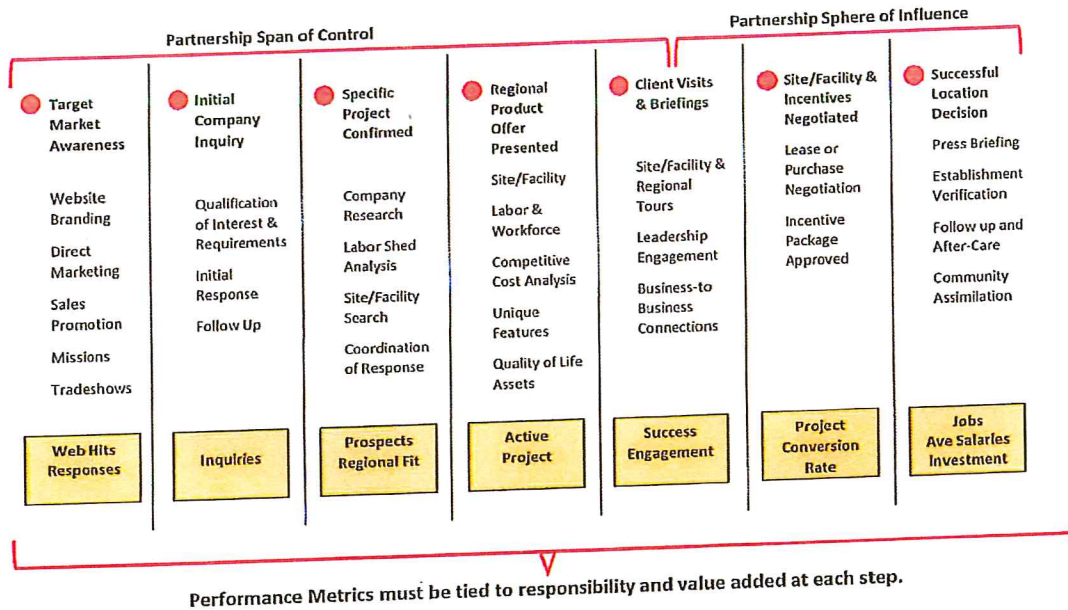 Partnership Span of Control
Partnership Sphere of Influence
Target
Market
Awareness
Website
Branding
Direct
Marketing
Sales
Promotion
Missions
Tradeshows
Web Hits
Responses
Initial
Company
Inquiry
Qualification
of Interest &
Requirements
Initial
Response
Follow Up
Inquiries
Specific
Project
Confirmed
Company
Research
Labor Shed
Analysis
Site/Facility
Search
Coordination
of Response
Prospects
Regional Fit
Regional
Product
Offer
Presented
Site/Facility
Labor &
Workforce
Competitive
Cost Analysis
Unique
Features
Quality of Life
Assets
Active
Project
Client Visits
& Briefings
Site/Facility &
Regional
Tours
Leadership
Engagement
Business-to
Business
Connections
Success
Engagement
Site/Facility &
Incentives
Negotiated
Lease or
Purchase
Negotiation
Incentive
Package
Approved
Project
Conversion
Rate
Successful
Location
Decision
Press Briefing
Establishment
Verification
Follow up and
After-Care
Community
Assimilation
Jobs
Ave Salaries
Investment
Performance Metrics must be tied to responsibility and value added at each step.